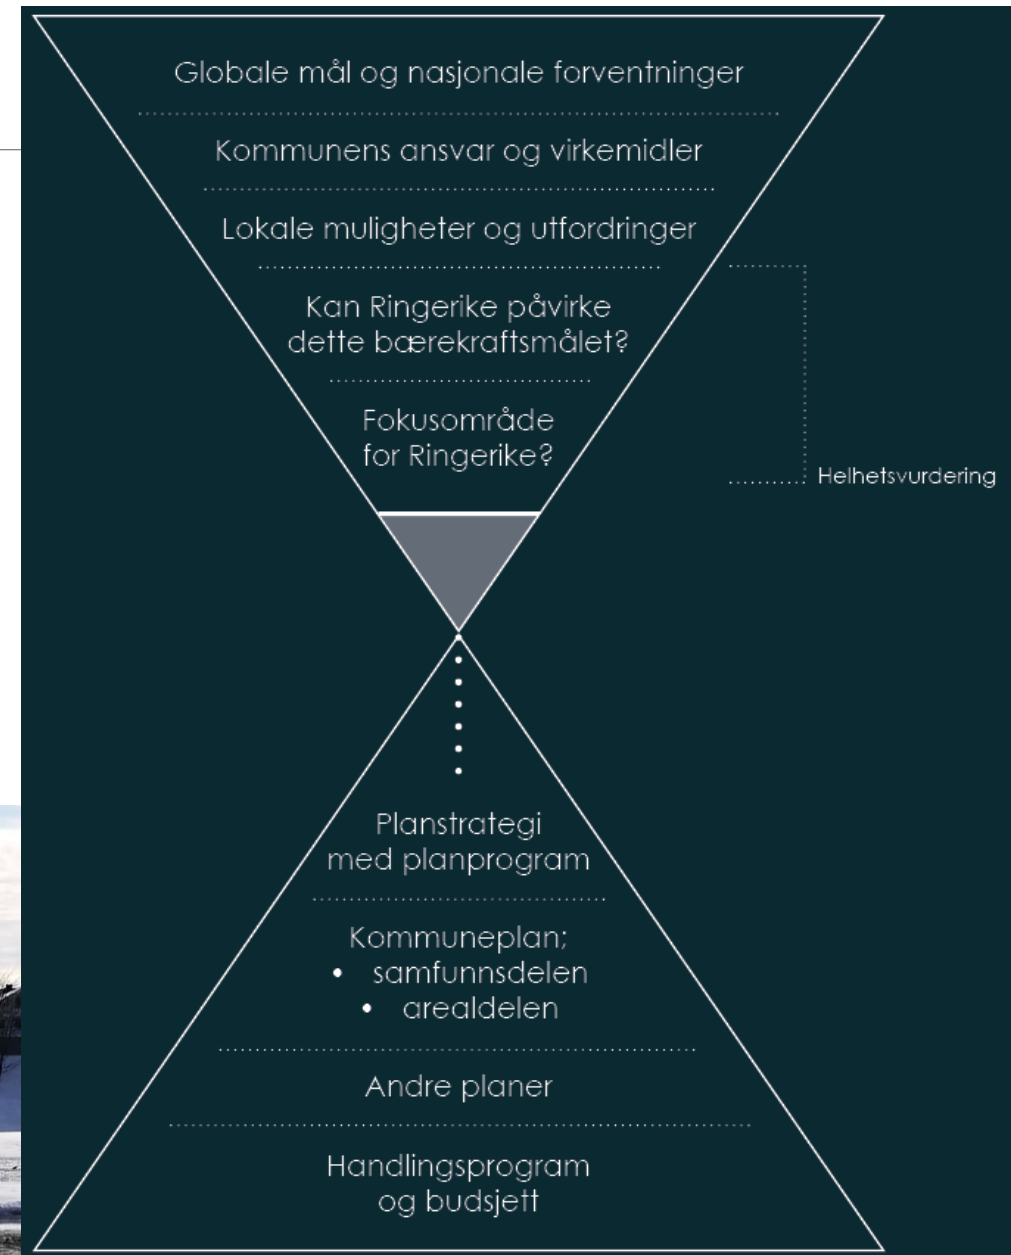 Globale mål og nasjonale forventninger
Kommunens ansvar og virkemidler
Lokale muligheter og utfordringer
Kan Ringerike påvirke
dette bærekraftsmålet?
Fokusområde
for Ringerike?
Helhetsvurdering
Planstrategi
med planprogram
Kommuneplan;
• samfunnsdelen
• arealdelen
Andre planer
Handlingsprogram
og budsjett